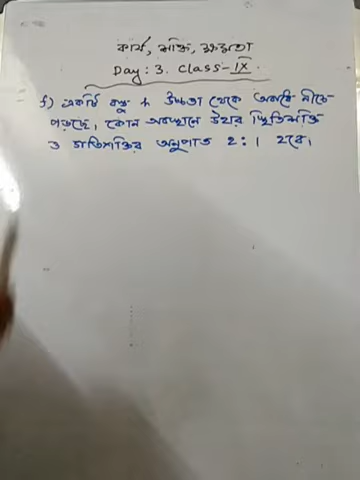 কার্য, শক্তি, ক্ষমতা
Day: 3. Class-IX
১) একটি বস্তু h উচ্চতা থেকে অবাধে নীচে
পড়ছে। কোন অবস্থানে উহার স্থিতিশক্তি
ও গতিশক্তির অনুপাত 2:1 হবে।